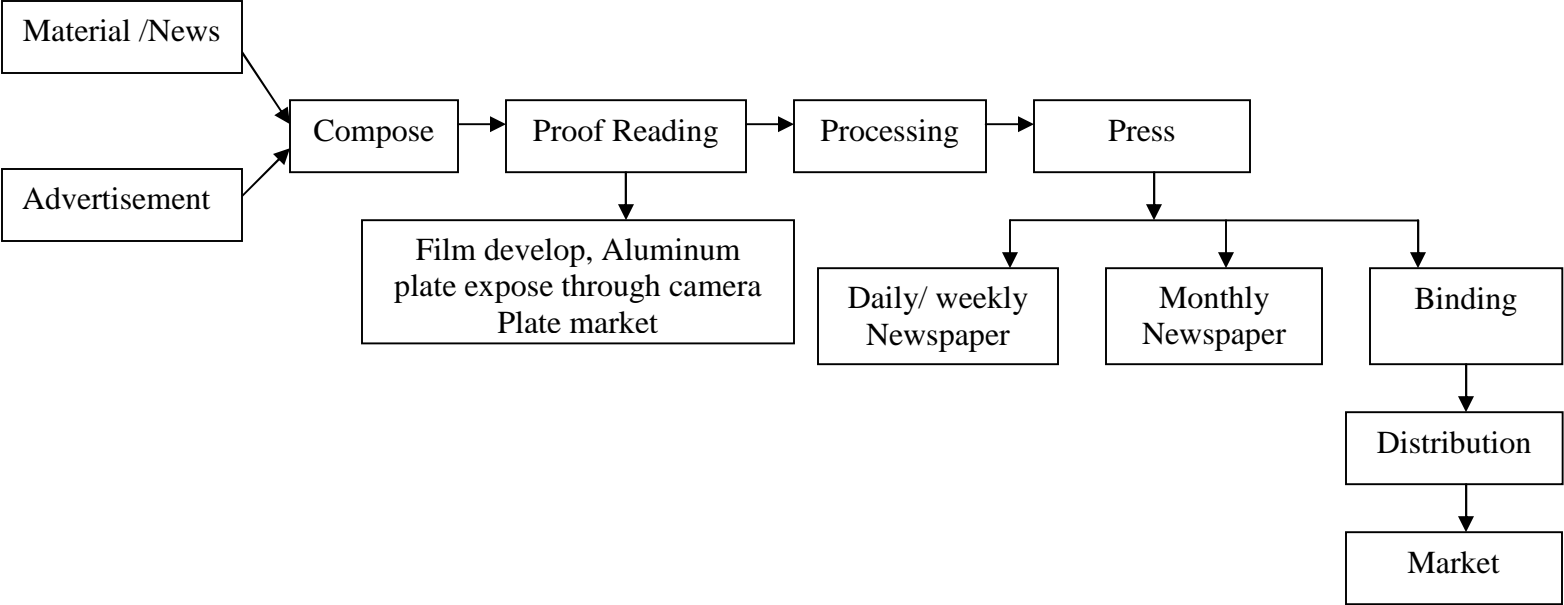 Material /News
Advertisement
Compose
Proof Reading
Processing
Press
Film develop, Aluminum
plate expose through camera
Plate market
Daily/ weekly
Newspaper
Monthly
Newspaper
Binding
Distribution
Market